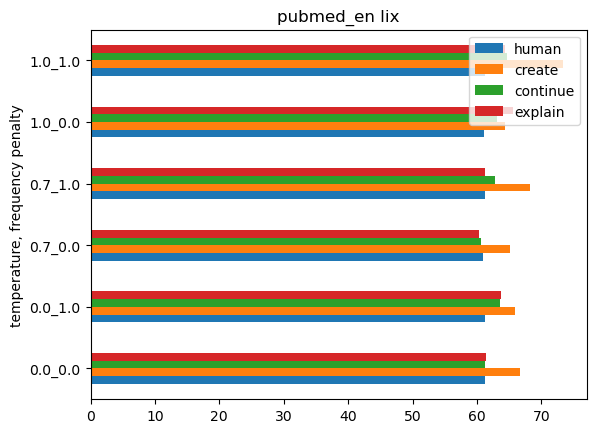 pubmed_en lix
human
create
continue
explain
temperature, frequency penalty
1.0_1.0
1.0_0.0
0.7_1.0
0.7_0.0
0.0_1.0
0.0_0.0
0 10 20 30 40 50 60 70